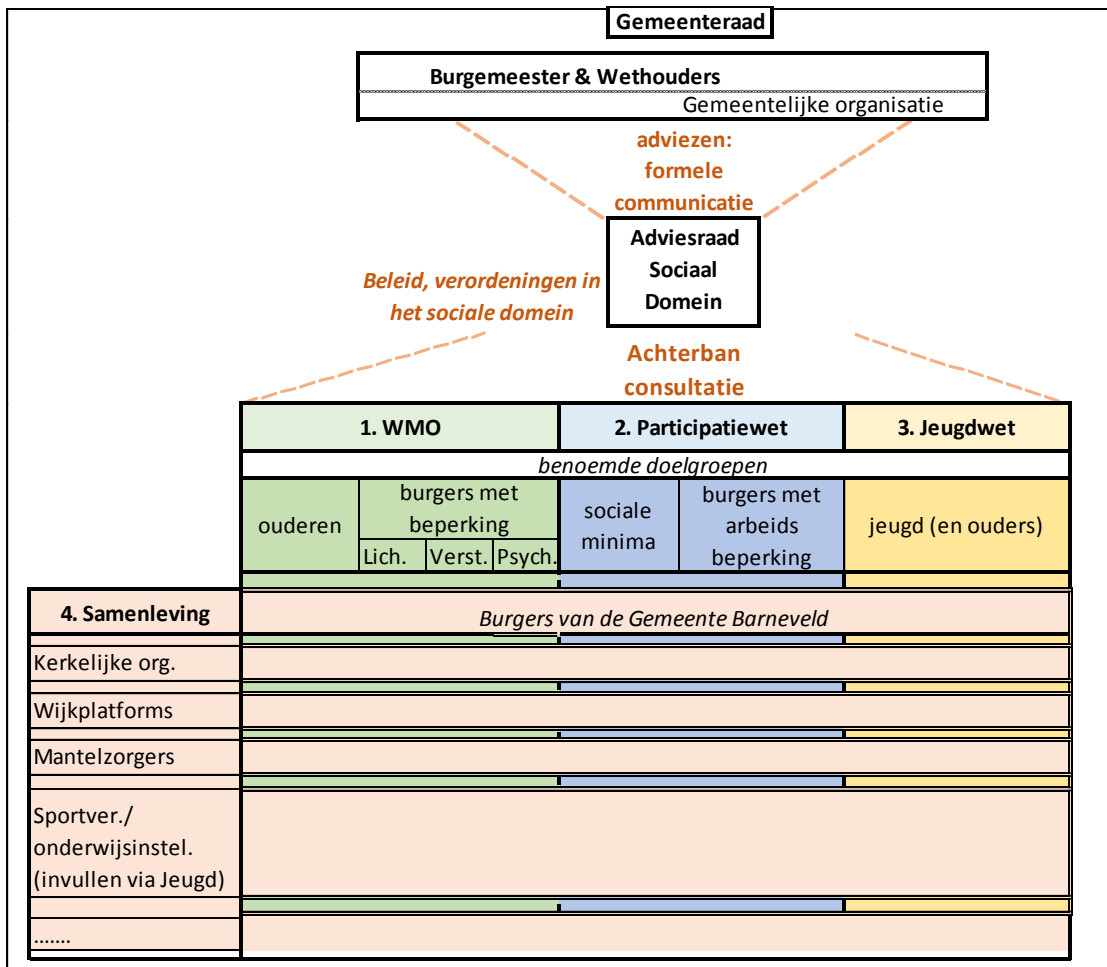 Gemeenteraad
Burgemeester & Wethouders
Gemeentelijke organisatie
adviezen:
formele
communicatie
Adviesraad
Sociaal
Domein
Beleid, verordeningen in
het sociale domein
Achterban
consultatie
1. WMO
2. Participatiewet
3. Jeugdwet
benoemde doelgroepen
ouderen
burgers met
beperking
Lich.
Verst.
Psych.
sociale
minima
burgers met
arbeids
beperking
jeugd (en ouders)
4. Samenleving
Burgers van de Gemeente Barneveld
Kerkelijke org.
Wijkplatforms
Mantelzorgers
Sportver./
onderwijsinstel.
(invullen via Jeugd)
.......